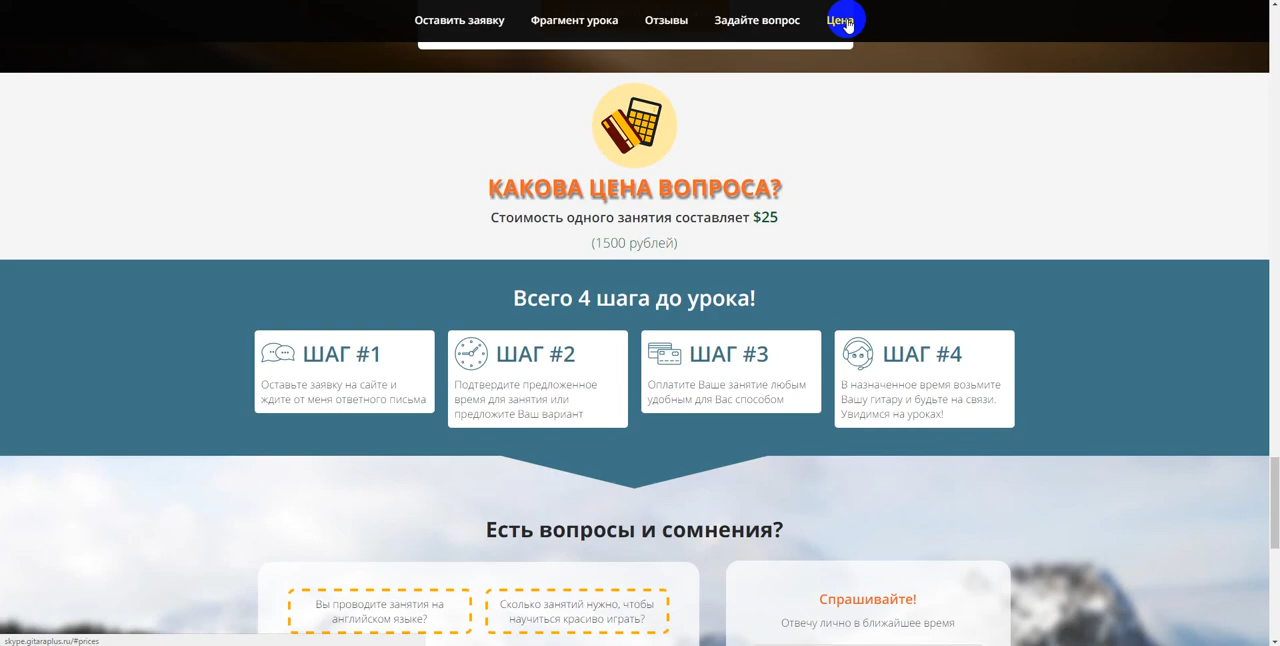 Оставить заявку Фрагмент урока Отзывы Задайте вопрос Цена
КАКОВА ЦЕНА ВОПРОСА?
Стоимость одного занятия составляет $25
(1500 рублей)
Всего 4 шага до урока!
ШАГ #1
Оставьте заявку на сайте и
ждите от меня ответного письма
ШАГ #2
Подтвердите предложенное
время для занятия или
предложите Ваш вариант
ШАГ #3
Оплатите Ваше занятие любым
удобным для Вас способом
ШАГ #4
В назначенное время возьмите
Вашу гитару и будьте на связи.
Увидимся на уроках!
Есть вопросы и сомнения?
Вы проводите занятия на
английском языке?
Сколько занятий нужно, чтобы
научиться красиво играть?
Спрашивайте!
Отвечу лично в ближайшее время
skype.gitaraplus.ru/#prices